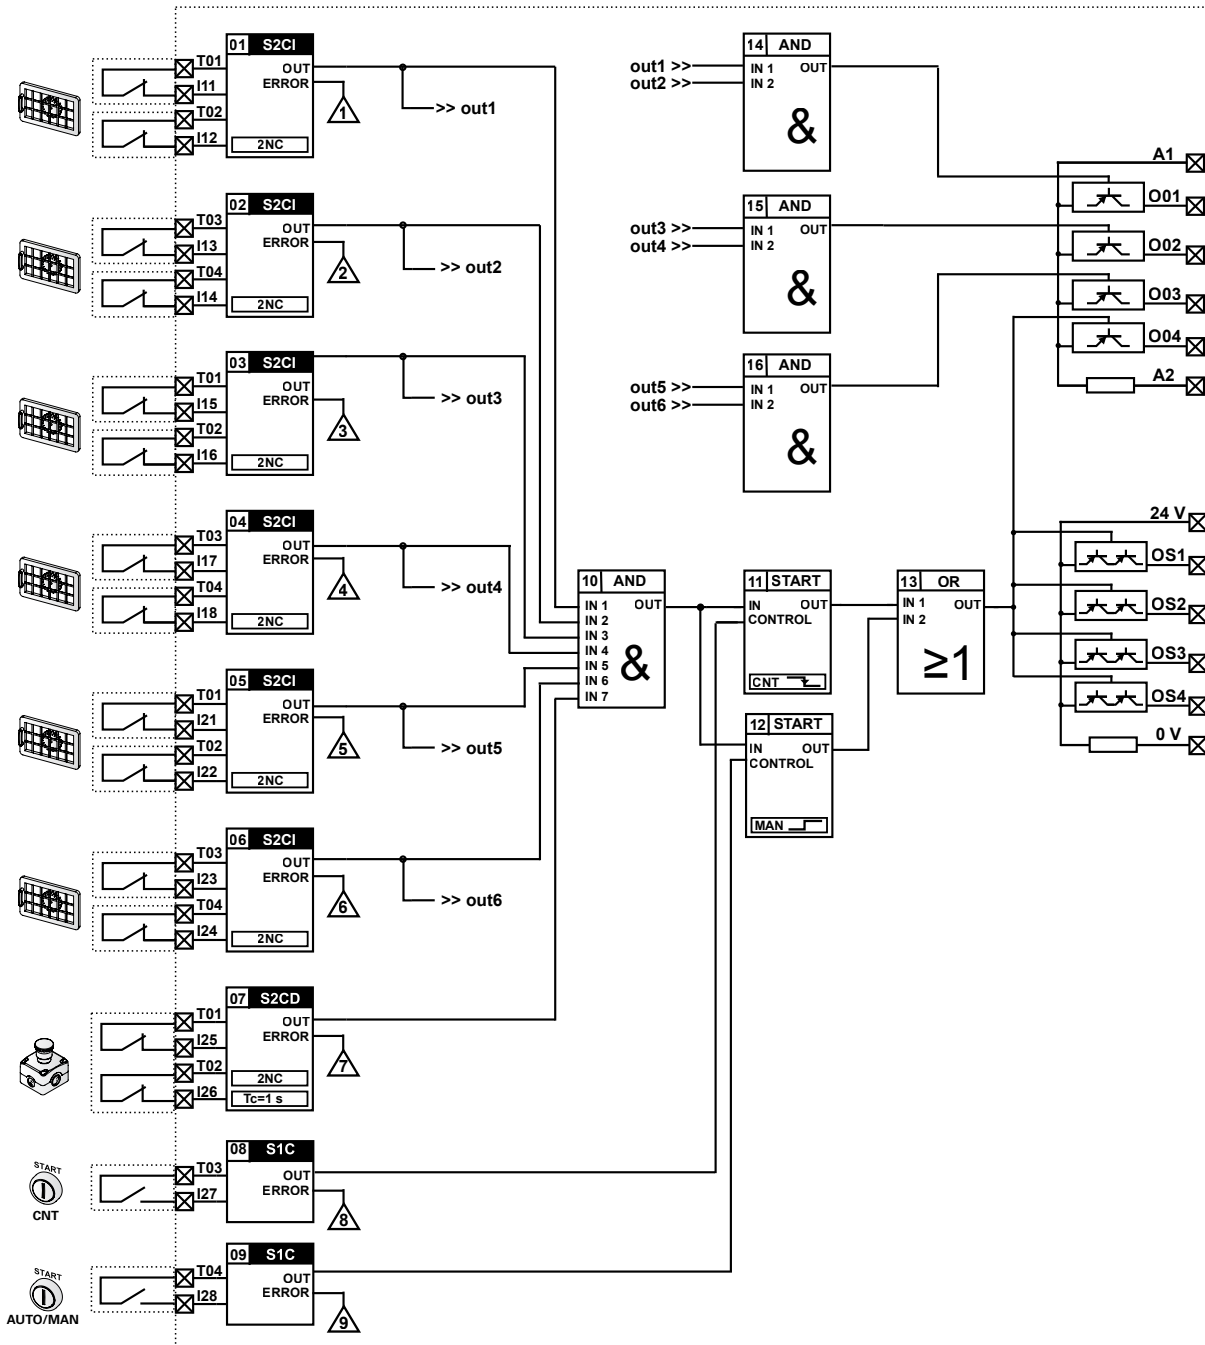 01 S2CI
T01
OUT
I11
ERROR
1
T02
I12
2NC
>> out1
02 S2CI
T03
OUT
I13
ERROR
2
T04
I14
2NC
>> out2
03 S2CI
T01
OUT
I15
ERROR
3
T02
I16
2NC
>> out3
04 S2CI
T03
OUT
I17
ERROR
4
T04
I18
2NC
>> out4
05 S2CI
T01
OUT
I21
ERROR
5
T02
I22
2NC
>> out5
06 S2CI
T03
OUT
I23
ERROR
6
T04
I24
2NC
>> out6
07 S2CD
T01
OUT
I25
ERROR
7
T02
2NC
I26
Tc=1 s
START
CNT
08 S1C
T03
OUT
I27
ERROR
8
START
AUTO/MAN
09 S1C
T04
OUT
I28
ERROR
9
10 AND
IN 1 OUT
IN 2
IN 3
IN 4
IN 5
IN 6
IN 7
&
11 START
IN OUT
CONTROL
CNT
12 START
IN OUT
CONTROL
MAN
13 OR
IN 1 OUT
IN 2
≥1
14 AND
out1 >> IN 1 OUT
out2 >> IN 2
&
15 AND
out3 >> IN 1 OUT
out4 >> IN 2
&
16 AND
out5 >> IN 1 OUT
out6 >> IN 2
&
A1
O01
O02
O03
O04
A2
24 V
OS1
OS2
OS3
OS4
0 V